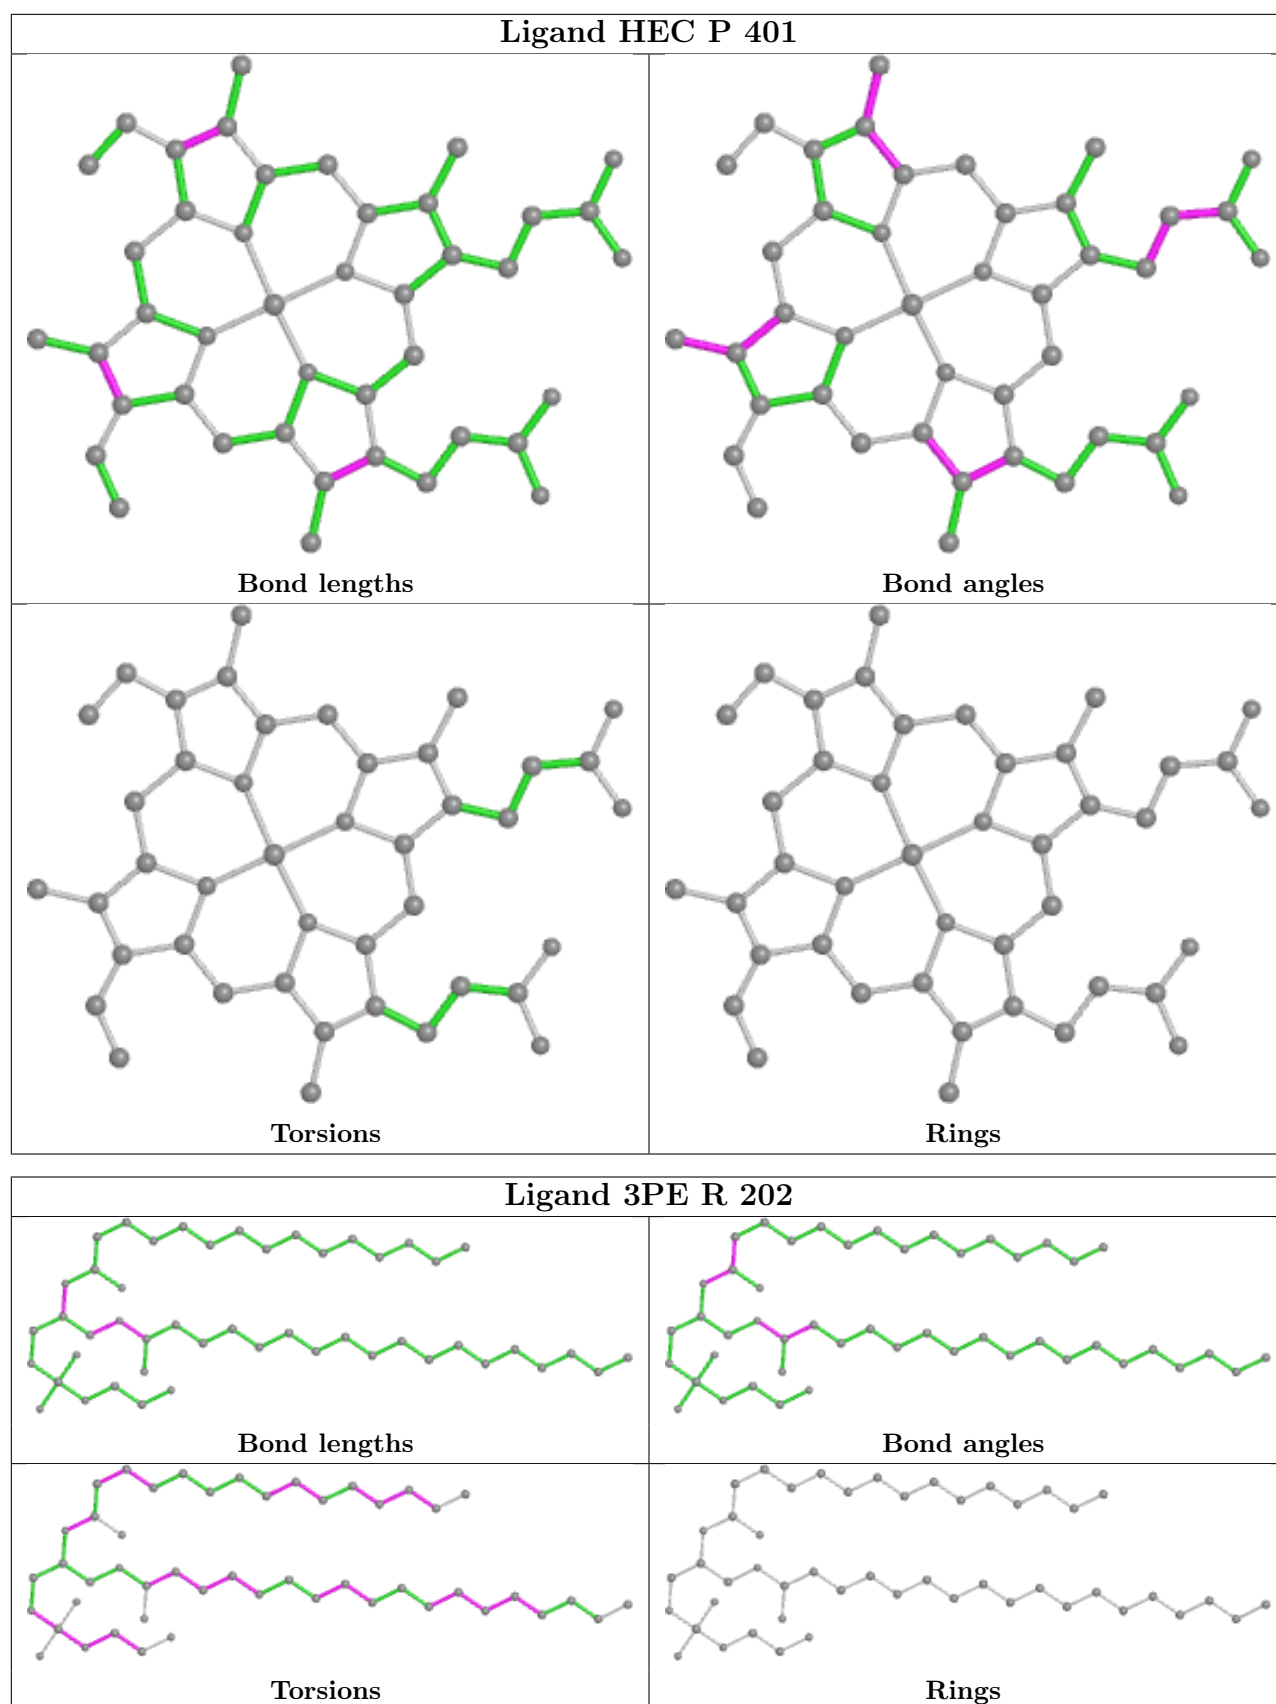 Ligand HEC P 401
Bond lengths
Bond angles
Torsions
Rings
Ligand 3PE R 202
Bond lengths
Bond angles
Torsions
Rings